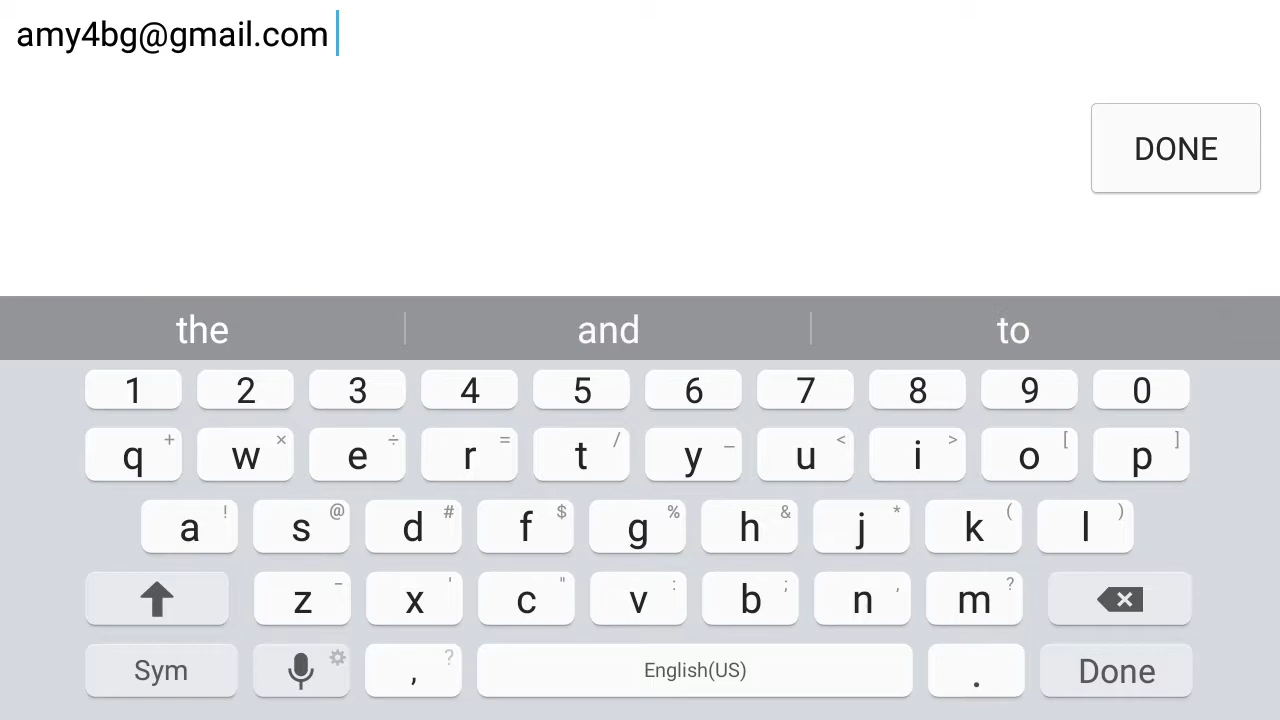 amy4bg@gmail.com
DONE
the and to
1 2 3 4 5 6 7 8 9 0
q + w × e ÷ r = t / y _ u < i > o [ p ]
a ! s @ d # f $ g % h & j * k ( l )
z - x ' c " v : b ; n , m ?
Sym , ? English(US) . Done